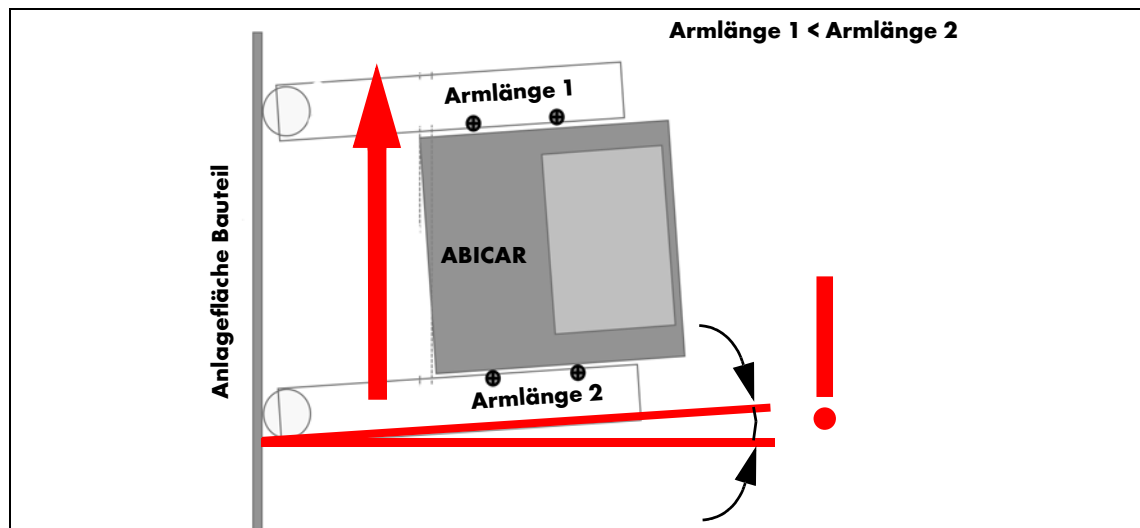 Armlänge 1 < Armlänge 2
Armlänge 1
Anlagefläche Bauteil
ABICAR
Armlänge 2